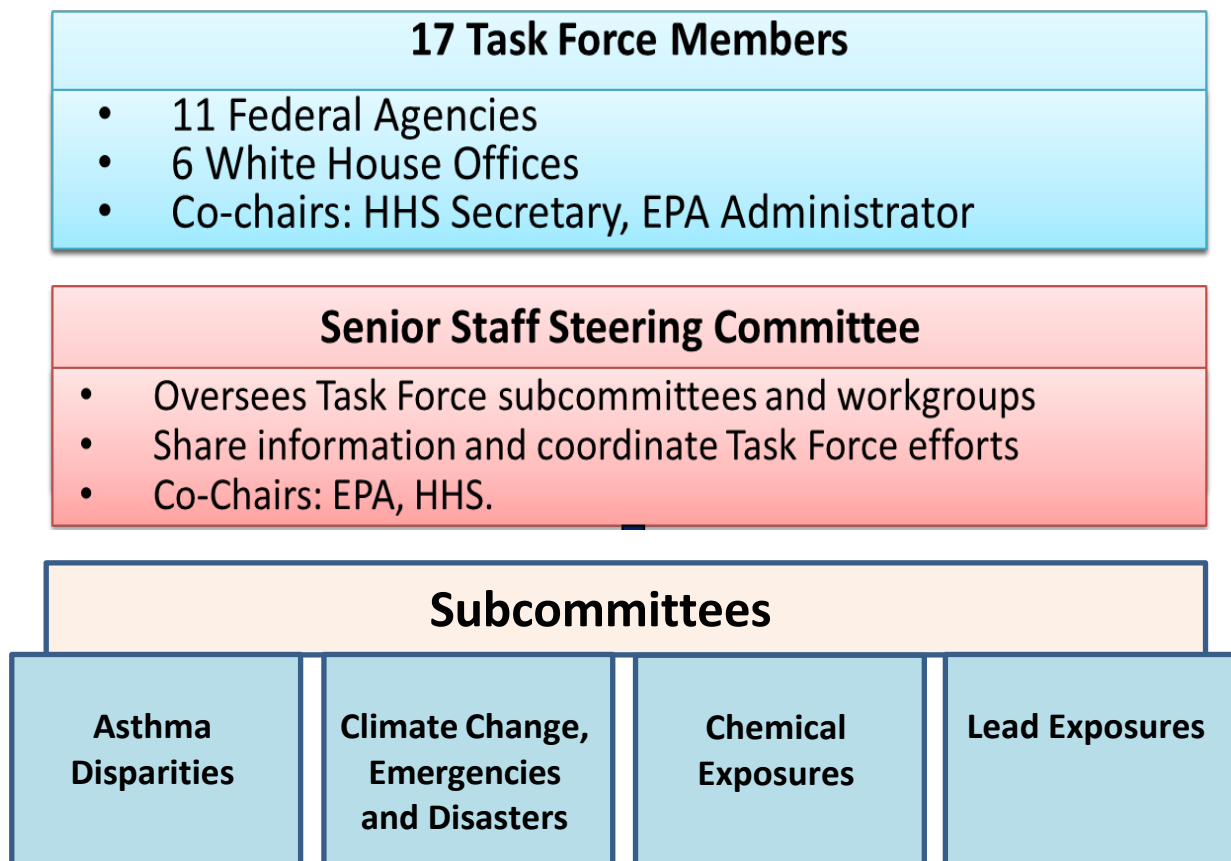 17 Task Force Members
• 11 Federal Agencies
• 6 White House Offices
• Co-chairs: HHS Secretary, EPA Administrator
Senior Staff Steering Committee
• Oversees Task Force subcommittees and workgroups
• Share information and coordinate Task Force efforts
• Co-Chairs: EPA, HHS.
Subcommittees
Asthma
Disparities
Climate Change,
Emergencies
and Disasters
Chemical
Exposures
Lead Exposures